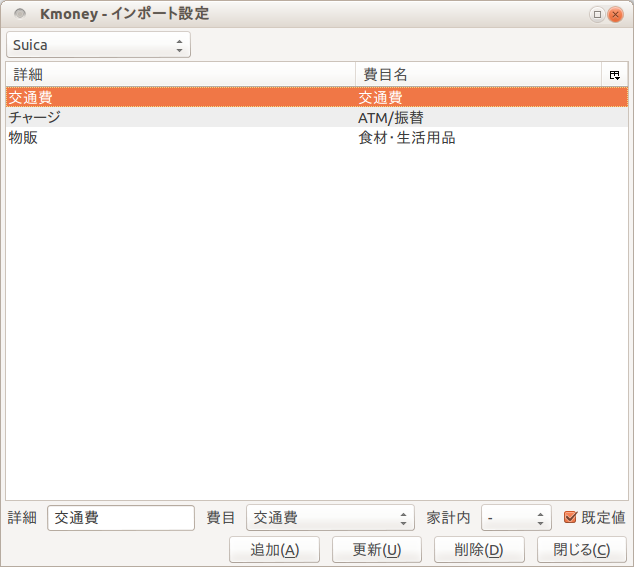 Kmoney - インポート設定
Suica
詳細 費目名
交通費 交通費
チャージ ATM/振替
物販 食材･生活用品
詳細 交通費 費目 交通費 家計内 - 既定値
追加(A) 更新(U) 削除(D) 閉じる(C)